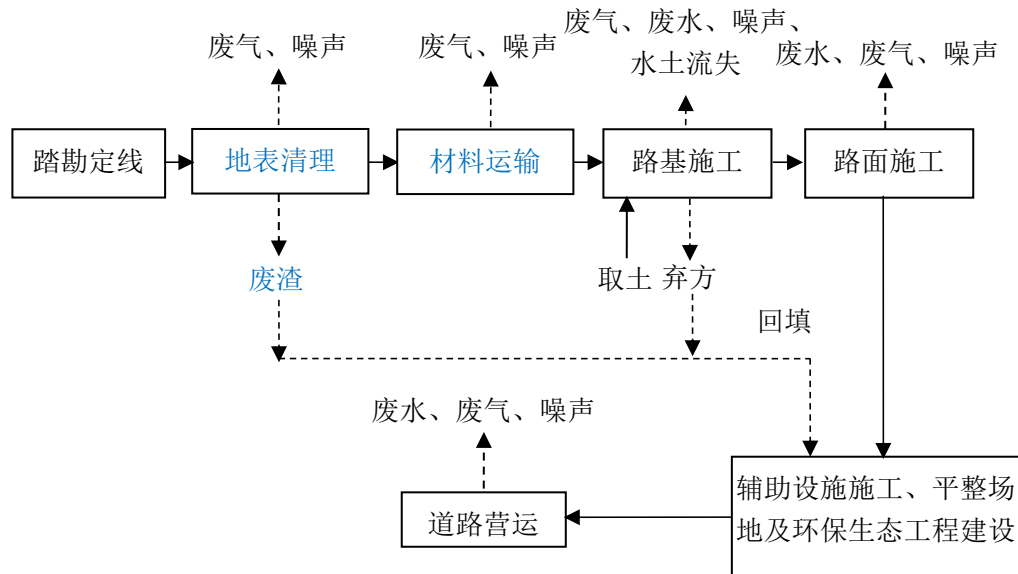 废气、噪声
废气、噪声
废气、废水、噪声、
水土流失
废水、废气、噪声
踏勘定线
地表清理
材料运输
路基施工
路面施工
废渣
取土
弃方
回填
废水、废气、噪声
道路营运
辅助设施施工、平整场
地及环保生态工程建设